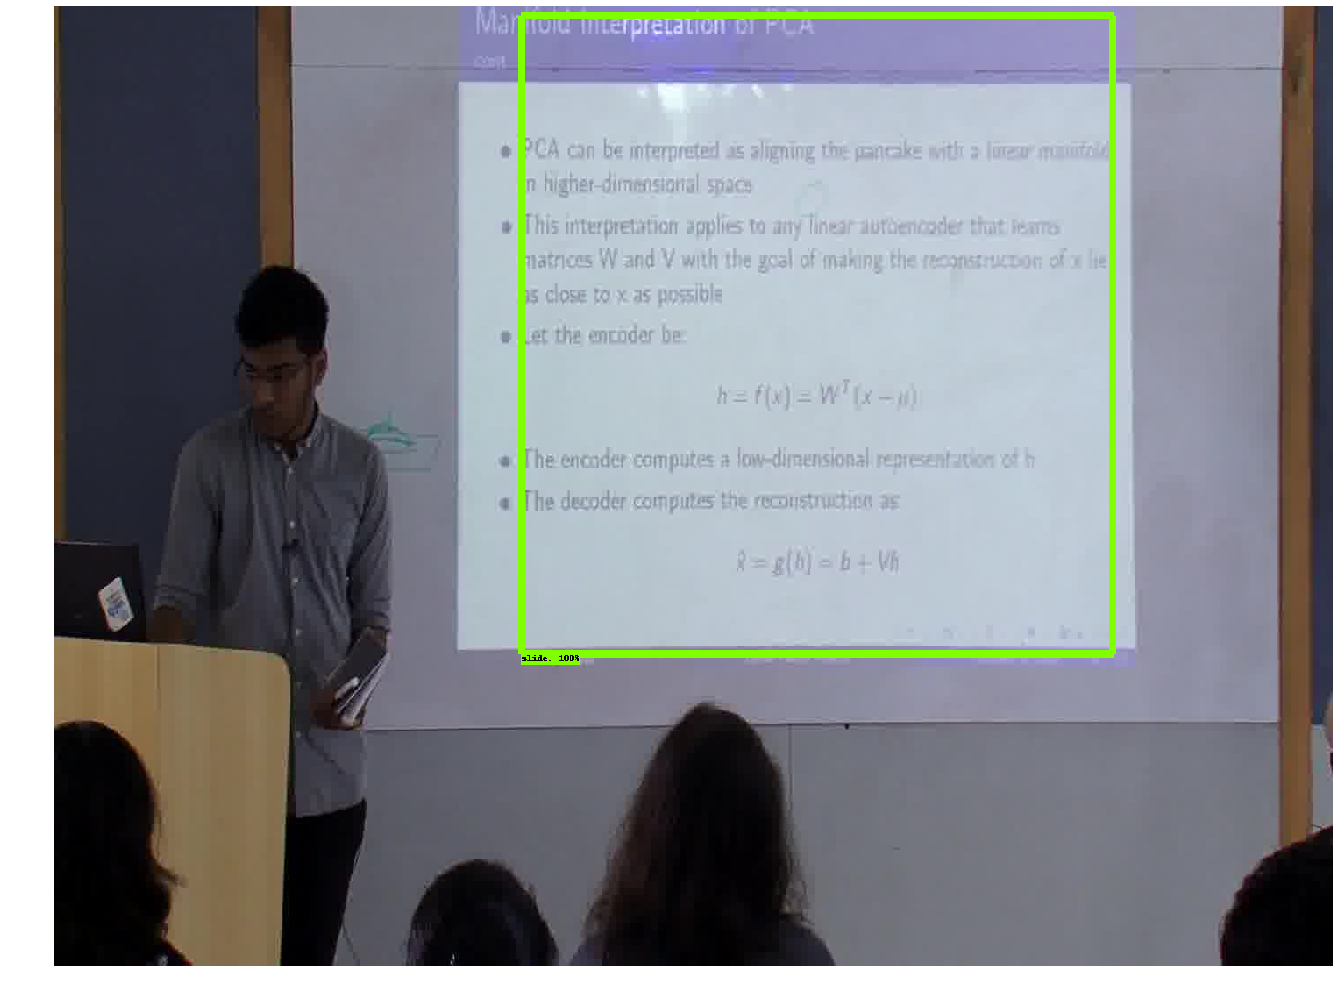 Manifold Interpretation of PCA
cont.
• PCA can be interpreted as aligning the pancake with a linear manifold
in higher-dimensional space
• This interpretation applies to any linear autoencoder that learns
matrices W and V with the goal of making the reconstruction of x lie
as close to x as possible
• Let the encoder be:
h = f(x) = Wᵀ(x − μ)
• The encoder computes a low-dimensional representation of h
• The decoder computes the reconstruction as
x̂ = g(h) = b + Vh
slide. 100%